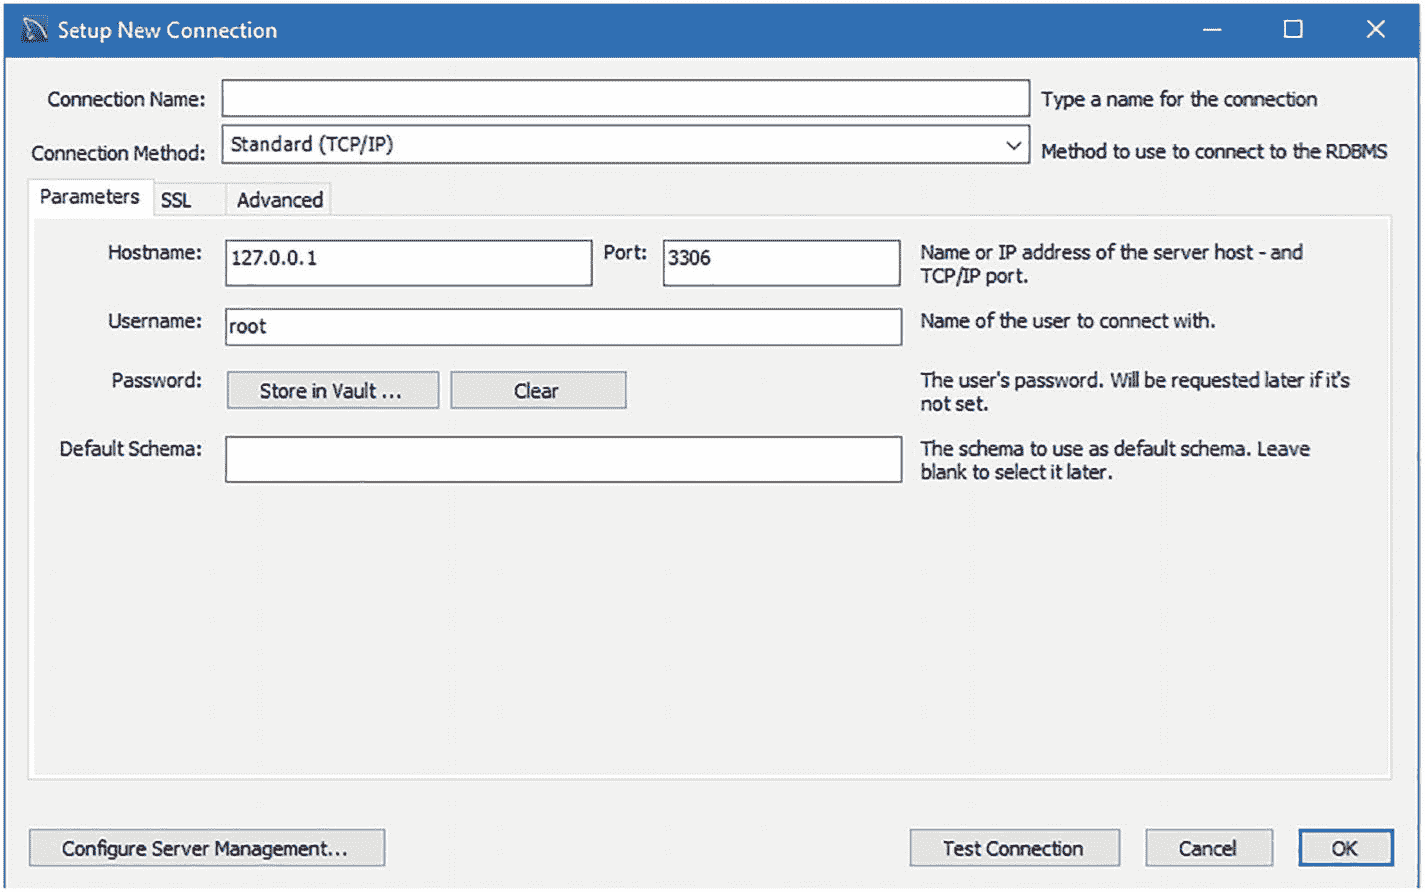 Setup New Connection
Connection Name:
Type a name for the connection
Connection Method:
Standard (TCP/IP)
Method to use to connect to the RDBMS
Parameters
SSL
Advanced
Hostname:
127.0.0.1
Port:
3306
Name or IP address of the server host - and
TCP/IP port.
Username:
root
Name of the user to connect with.
Password:
Store in Vault ...
Clear
The user's password. Will be requested later if it's
not set.
Default Schema:
The schema to use as default schema. Leave
blank to select it later.
Configure Server Management...
Test Connection
Cancel
OK